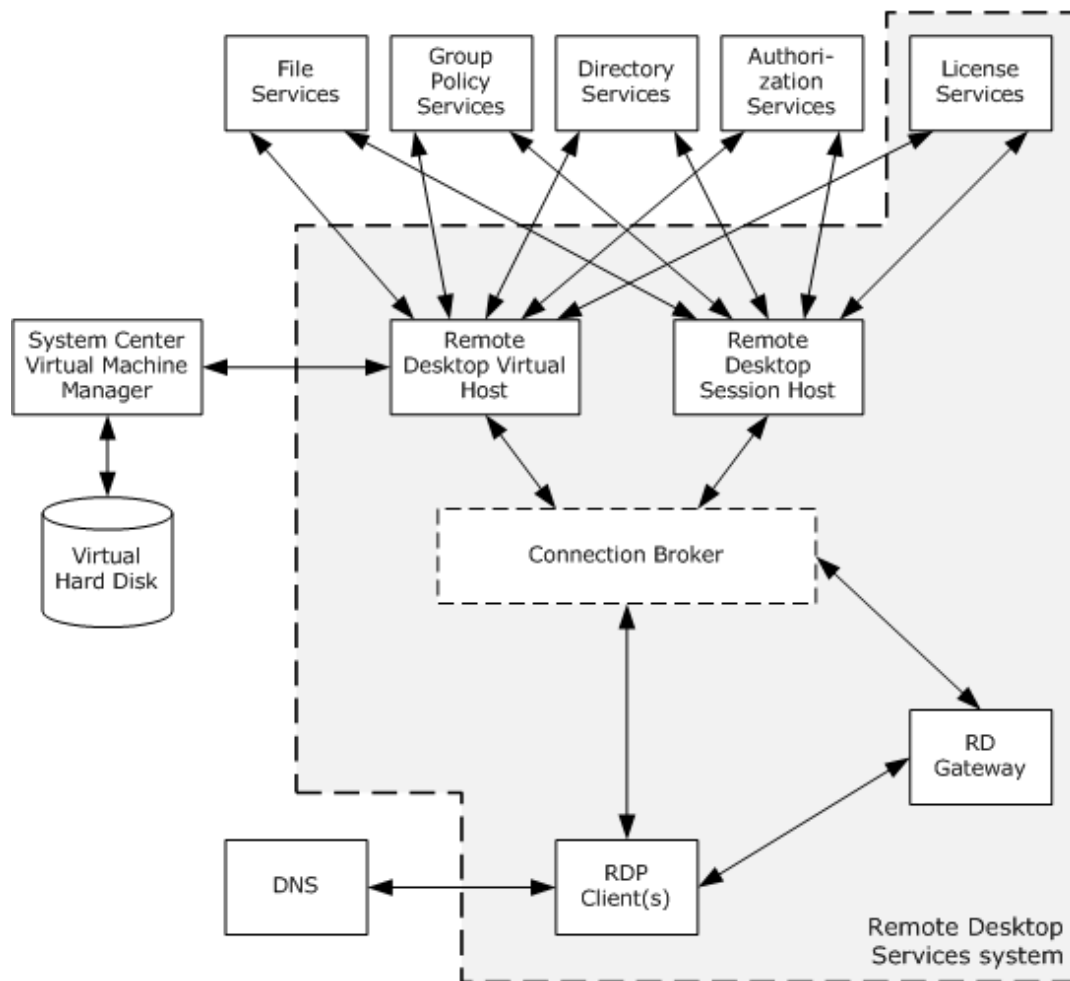 File
Services
Group
Policy
Services
Directory
Services
Authori-
zation
Services
License
Services
System Center
Virtual Machine
Manager
Remote
Desktop Virtual
Host
Remote
Desktop
Session Host
Virtual
Hard Disk
Connection Broker
RD
Gateway
DNS
RDP
Client(s)
Remote Desktop
Services system